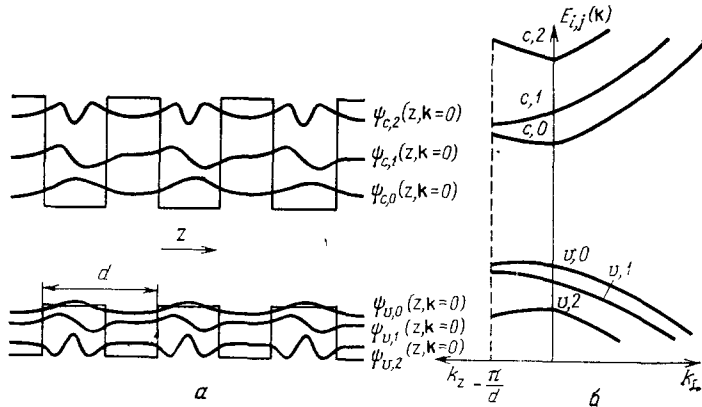 ψc,2(z,k=0)
ψc,1(z,k=0)
ψc,0(z,k=0)
z
d
ψv,0(z,k=0)
ψv,1(z,k=0)
ψv,2(z,k=0)
а
Ei,j(k)
c,2
c,1
c,0
v,0
v,1
v,2
kz - π/d
k⊥
б